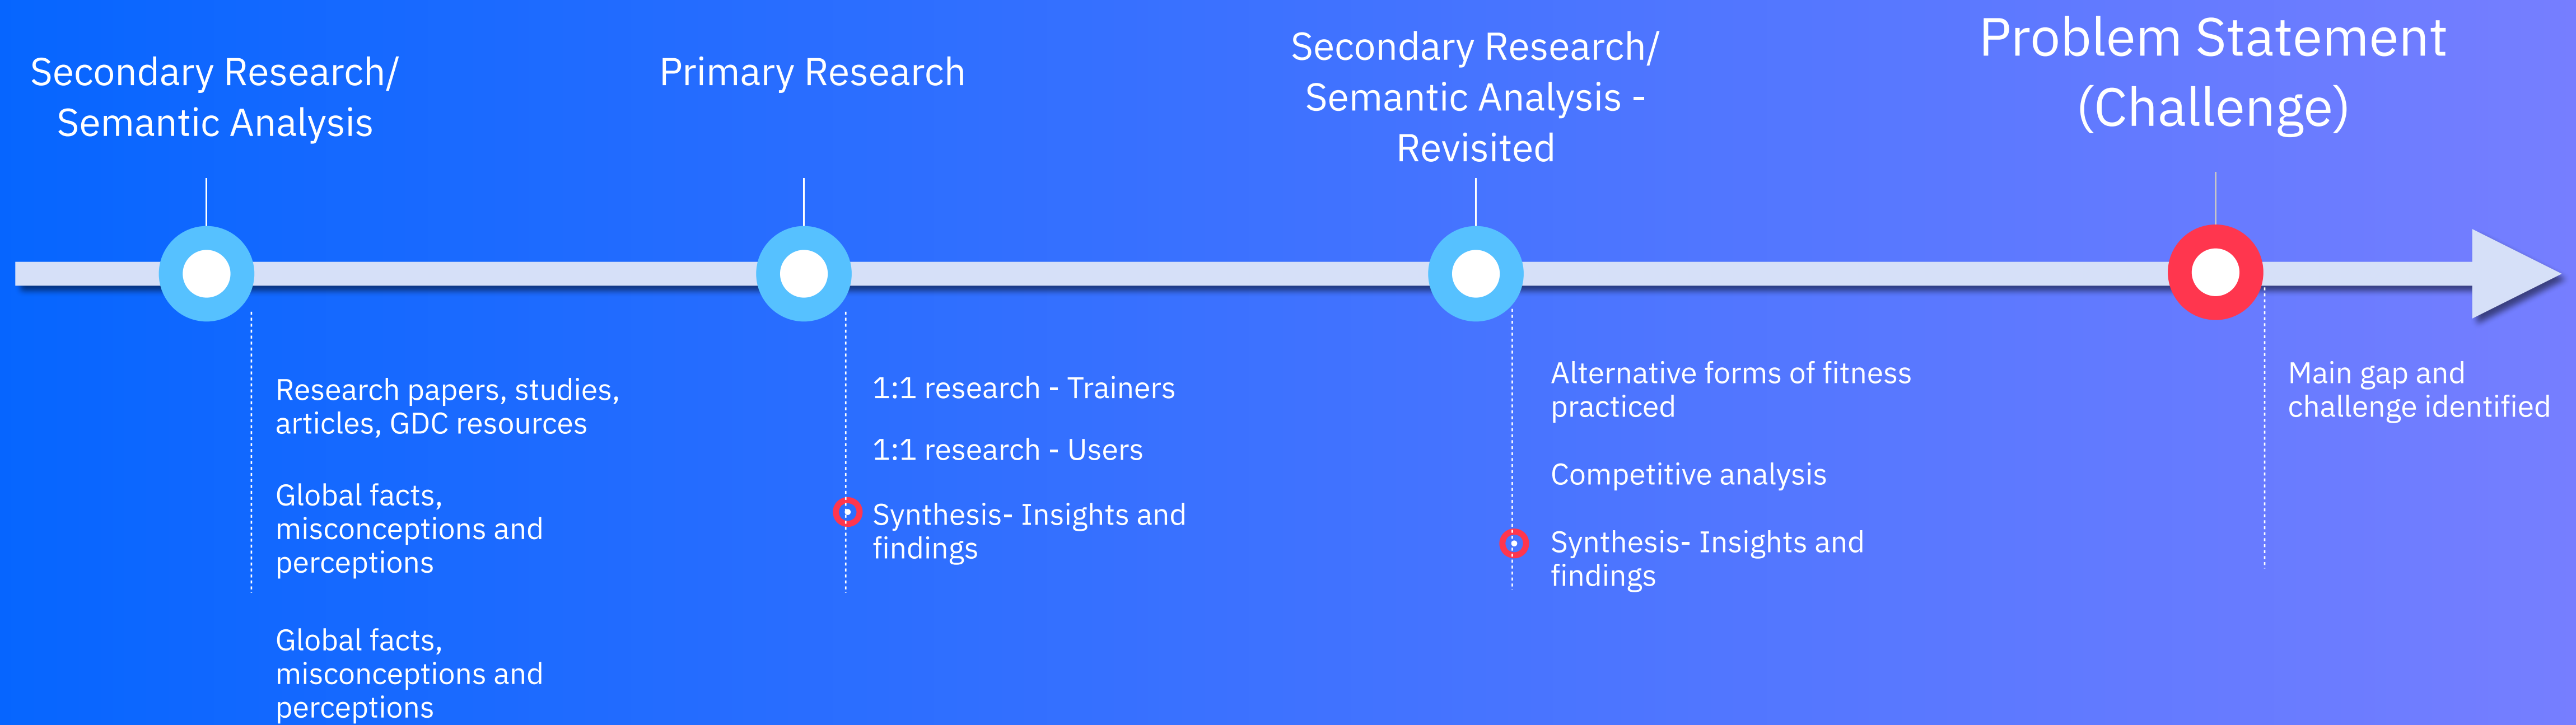 Secondary Research/
Semantic Analysis
Primary Research
Secondary Research/
Semantic Analysis -
Revisited
Problem Statement
(Challenge)
Research papers, studies,
articles, GDC resources
Global facts,
misconceptions and
perceptions
Global facts,
misconceptions and
perceptions
1:1 research - Trainers
1:1 research - Users
Synthesis- Insights and
findings
Alternative forms of fitness
practiced
Competitive analysis
Synthesis- Insights and
findings
Main gap and
challenge identified